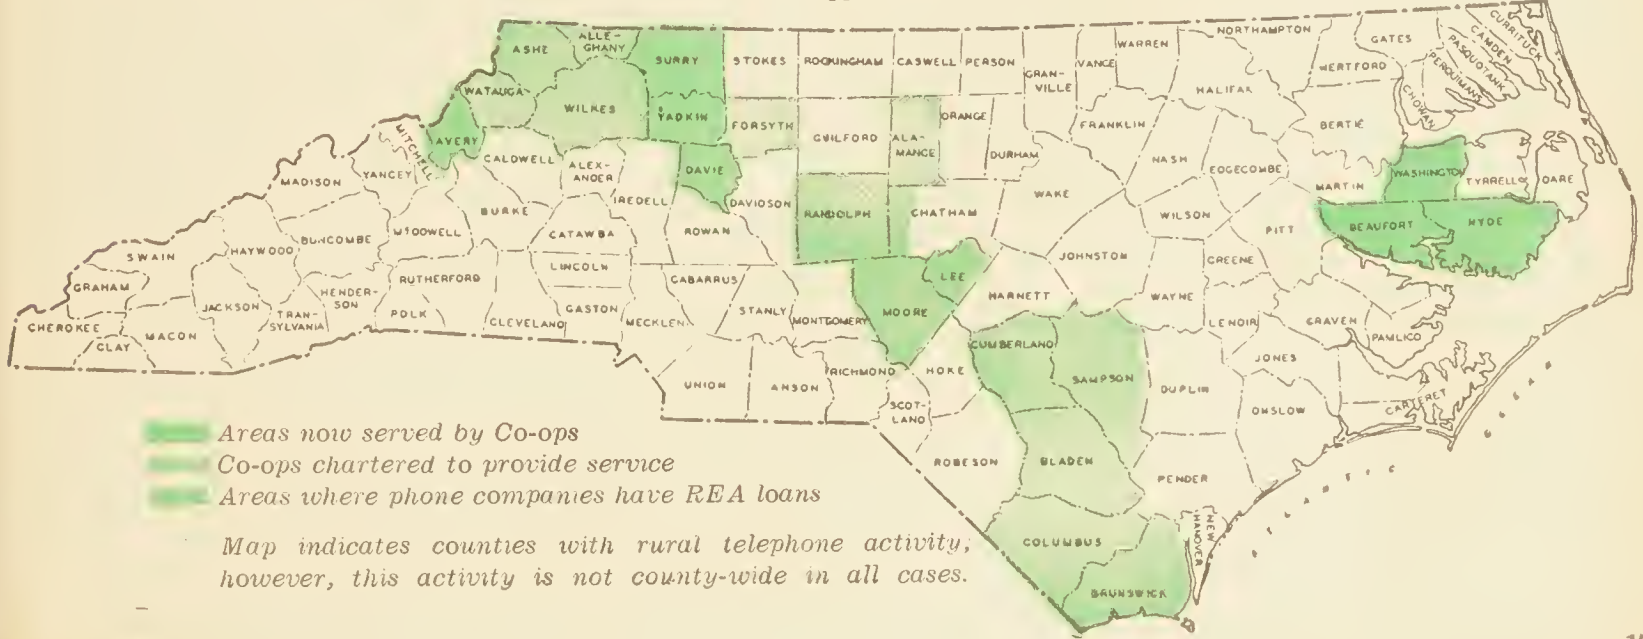 ASHE
ALLE-
GHANY
SURRY
STOKES
ROCKINGHAM
CASWELL
PERSON
GRAN-
VILLE
VANCE
WARREN
NORTHAMPTON
GATES
HERTFORD
CURRITUCK
CAMDEN
PASQUOTANK
PERQUIMANS
CHOWAN
WATAUGA
WILKES
YADKIN
FORSYTH
GUILFORD
ALA-
MANCE
ORANGE
DURHAM
FRANKLIN
HALIFAX
BERTIE
MITCHELL
AVERY
CALDWELL
ALEX-
ANDER
DAVIE
NASH
EDGECOMBE
MARTIN
WASHINGTON
TYRRELL
DARE
MADISON
YANCEY
BURKE
IREDELL
DAVIDSON
RANDOLPH
CHATHAM
WAKE
WILSON
PITT
BEAUFORT
HYDE
SWAIN
HAYWOOD
BUNCOMBE
McDOWELL
CATAWBA
ROWAN
LINCOLN
CABARRUS
LEE
JOHNSTON
GREENE
GRAHAM
RUTHERFORD
HENDER-
SON
JACKSON
TRAN-
SYLVANIA
POLK
CLEVELAND
GASTON
MECKLEN.
STANLY
MONTGOMERY
MOORE
HARNETT
WAYNE
LENOIR
CRAVEN
PAMLICO
CHEROKEE
CLAY
MACON
UNION
ANSON
RICHMOND
HOKE
SCOT-
LAND
CUMBERLAND
SAMPSON
DUPLIN
JONES
ONSLOW
CARTERET
ROBESON
BLADEN
PENDER
COLUMBUS
NEW
HANOVER
BRUNSWICK
ATLANTIC
OCEAN
Areas now served by Co-ops
Co-ops chartered to provide service
Areas where phone companies have REA loans
Map indicates counties with rural telephone activity;
however, this activity is not county-wide in all cases.